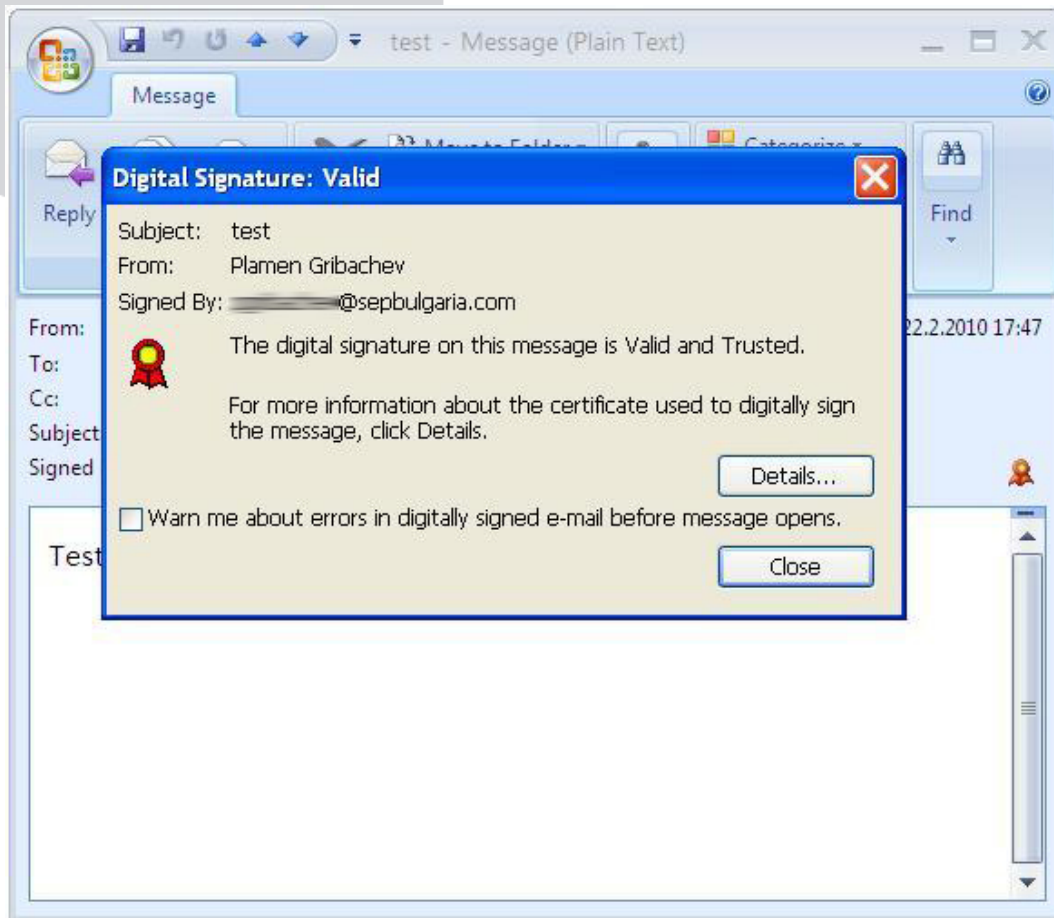 test - Message (Plain Text)
Message
Move to Folder
Categorize
Reply
Find
Digital Signature: Valid
Subject: test
From: Plamen Gribachev
Signed By: @sepbulgaria.com
The digital signature on this message is Valid and Trusted.
For more information about the certificate used to digitally sign
the message, click Details.
Details...
Warn me about errors in digitally signed e-mail before message opens.
Close
From:
22.2.2010 17:47
To:
Cc:
Subject
Signed
Test